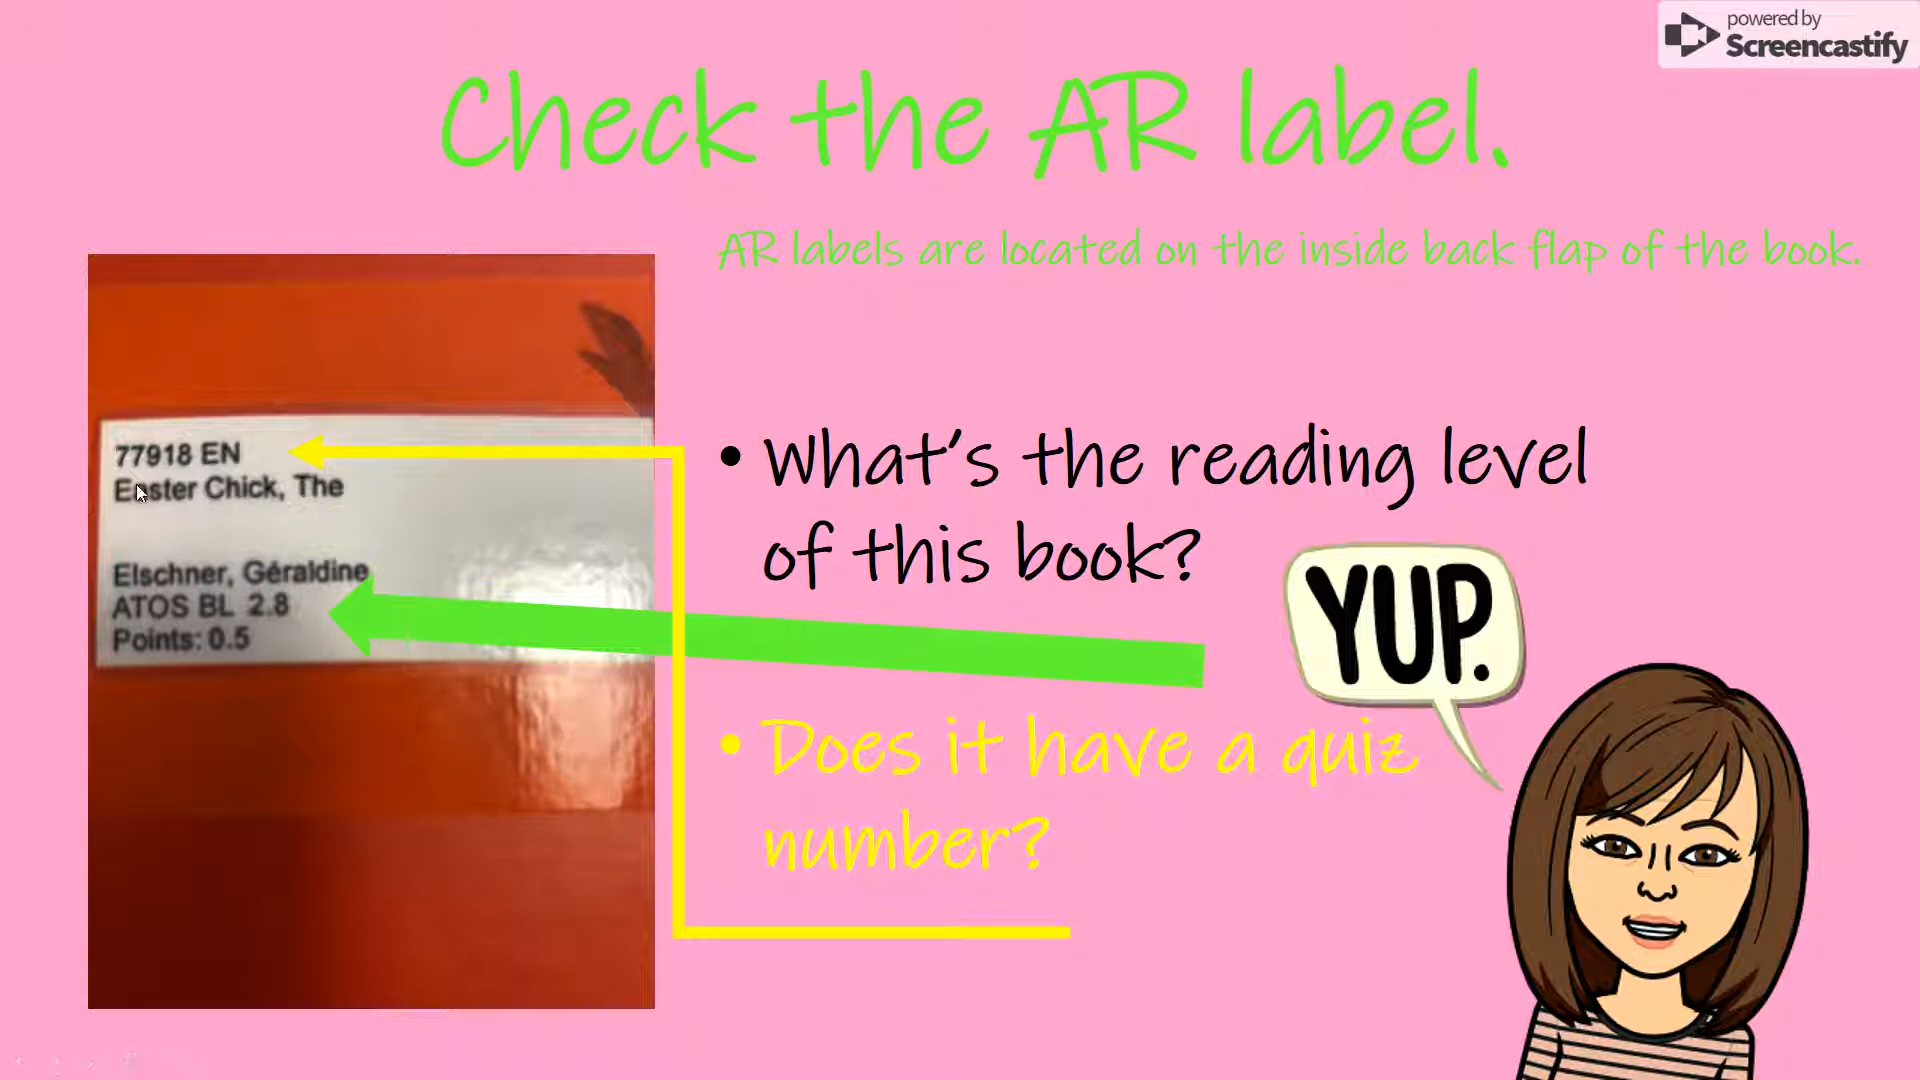 powered by
Screencastify
Check the AR label.
AR labels are located on the inside back flap of the book.
77918 EN
Easter Chick, The
Elschner, Géraldine
ATOS BL 2.8
Points: 0.5
• What's the reading level
of this book?
YUP.
• Does it have a quiz
number?